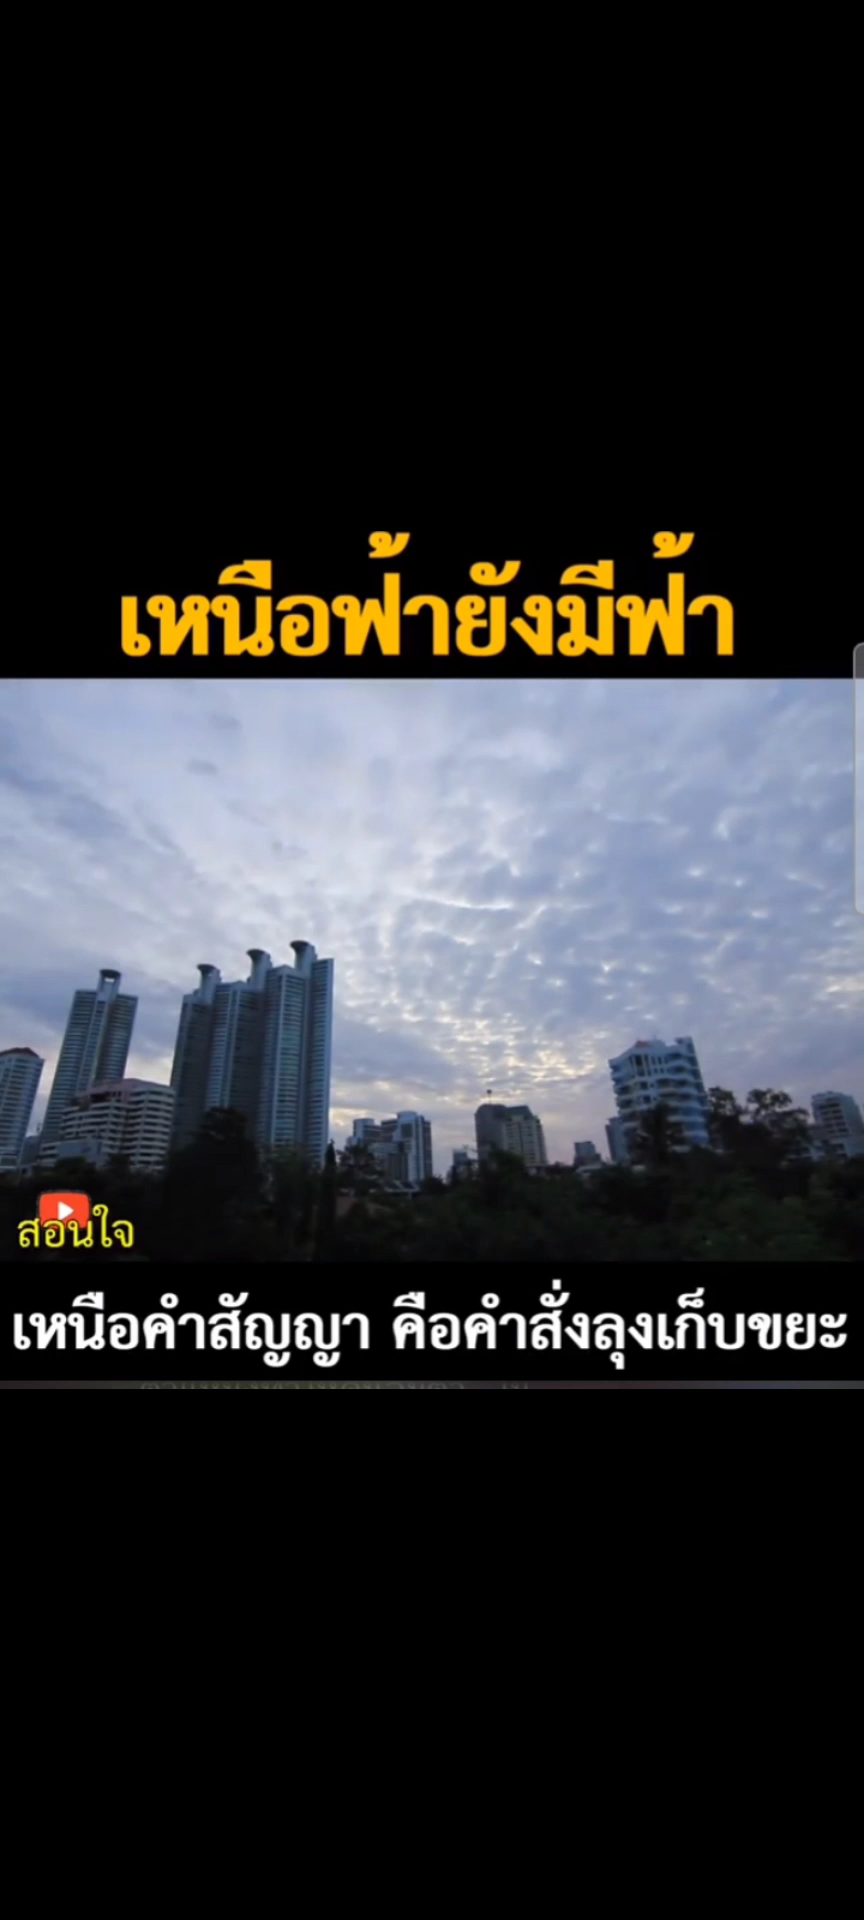 เหนือฟ้ายังมีฟ้า
สอนใจ
เหนือคำสัญญา คือคำสั่งลุงเก็บขยะ